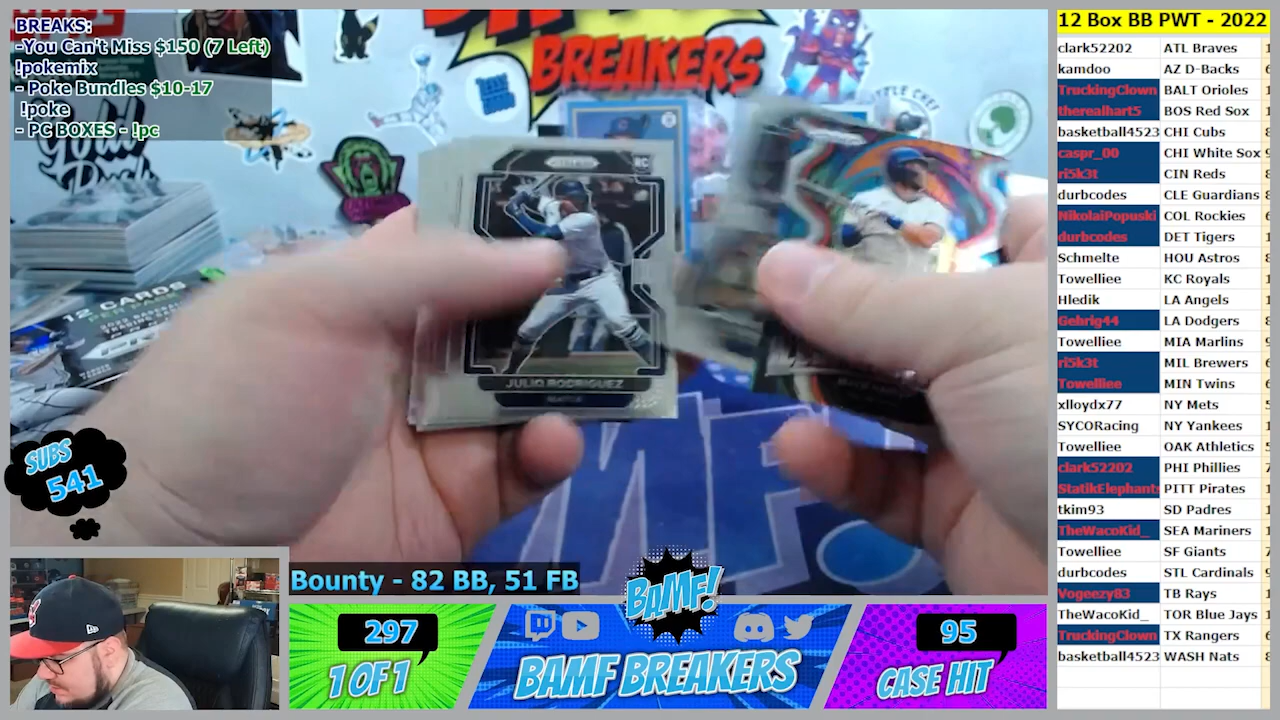 BREAKS:
-You Can't Miss $150 (7 Left)
!pokemix
- Poke Bundles $10-17
!poke
- PC BOXES - !pc
BREAKERS
12 CARDS
RC
JULIO RODRIGUEZ
SUBS
541
Bounty - 82 BB, 51 FB
BAMF!
297
1 OF 1
BAMF BREAKERS
95
CASE HIT
12 Box BB PWT - 2022
clark52202 ATL Braves
kamdoo AZ D-Backs
TruckingClown BALT Orioles
therealhart5 BOS Red Sox
basketball4523 CHI Cubs
caspr_00 CHI White Sox
ri5k3t CIN Reds
durbcodes CLE Guardians
NikolaiPopuski COL Rockies
durbcodes DET Tigers
Schmelte HOU Astros
Towelliee KC Royals
Hledik LA Angels
Gehrig44 LA Dodgers
Towelliee MIA Marlins
ri5k3t MIL Brewers
Towelliee MIN Twins
xlloydx77 NY Mets
SYCORacing NY Yankees
Towelliee OAK Athletics
clark52202 PHI Phillies
StatikElephant PITT Pirates
tkim93 SD Padres
TheWacoKid_ SEA Mariners
Towelliee SF Giants
durbcodes STL Cardinals
Vogeezy83 TB Rays
TheWacoKid_ TOR Blue Jays
TruckingClown TX Rangers
basketball4523 WASH Nats